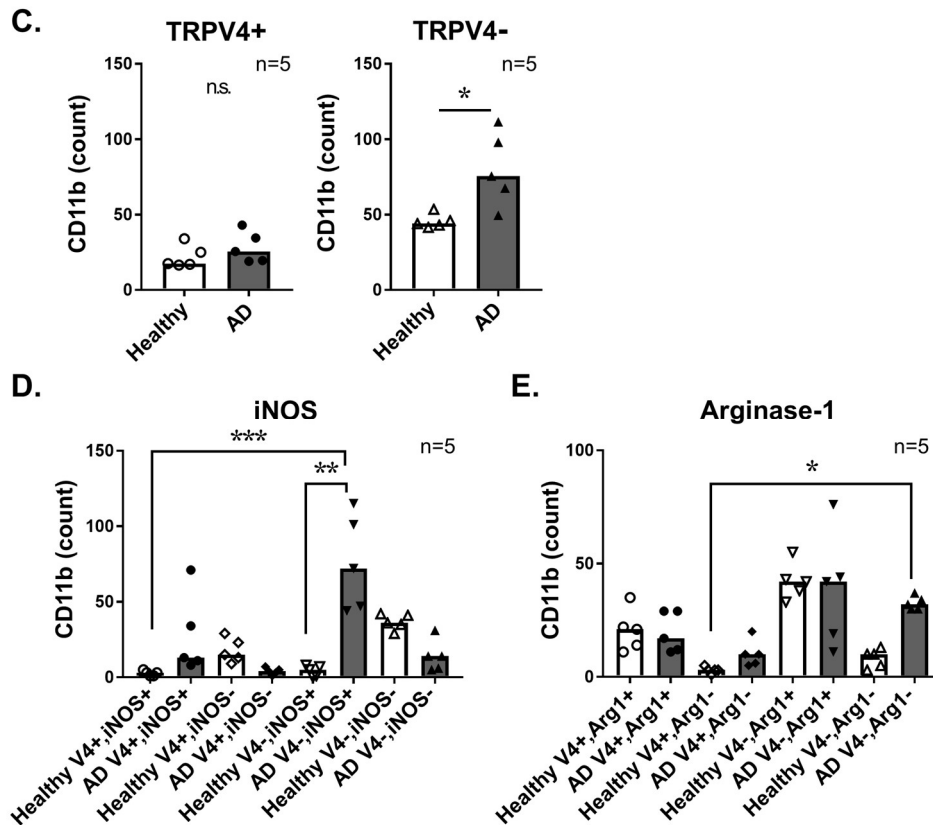 C.
TRPV4+
n=5
n.s.
150
100
50
0
CD11b (count)
Healthy
AD
TRPV4-
n=5
*
150
100
50
0
CD11b (count)
Healthy
AD
D.
iNOS
n=5
***
**
150
100
50
0
CD11b (count)
Healthy V4+,iNOS+
AD V4+,iNOS+
Healthy V4+,iNOS-
AD V4+,iNOS-
Healthy V4-,iNOS+
AD V4-,iNOS+
Healthy V4-,iNOS-
AD V4-,iNOS-
E.
Arginase-1
n=5
*
100
50
0
CD11b (count)
Healthy V4+,Arg1+
AD V4+,Arg1+
Healthy V4+,Arg1-
AD V4+,Arg1-
Healthy V4-,Arg1+
AD V4-,Arg1+
Healthy V4-,Arg1-
AD V4-,Arg1-